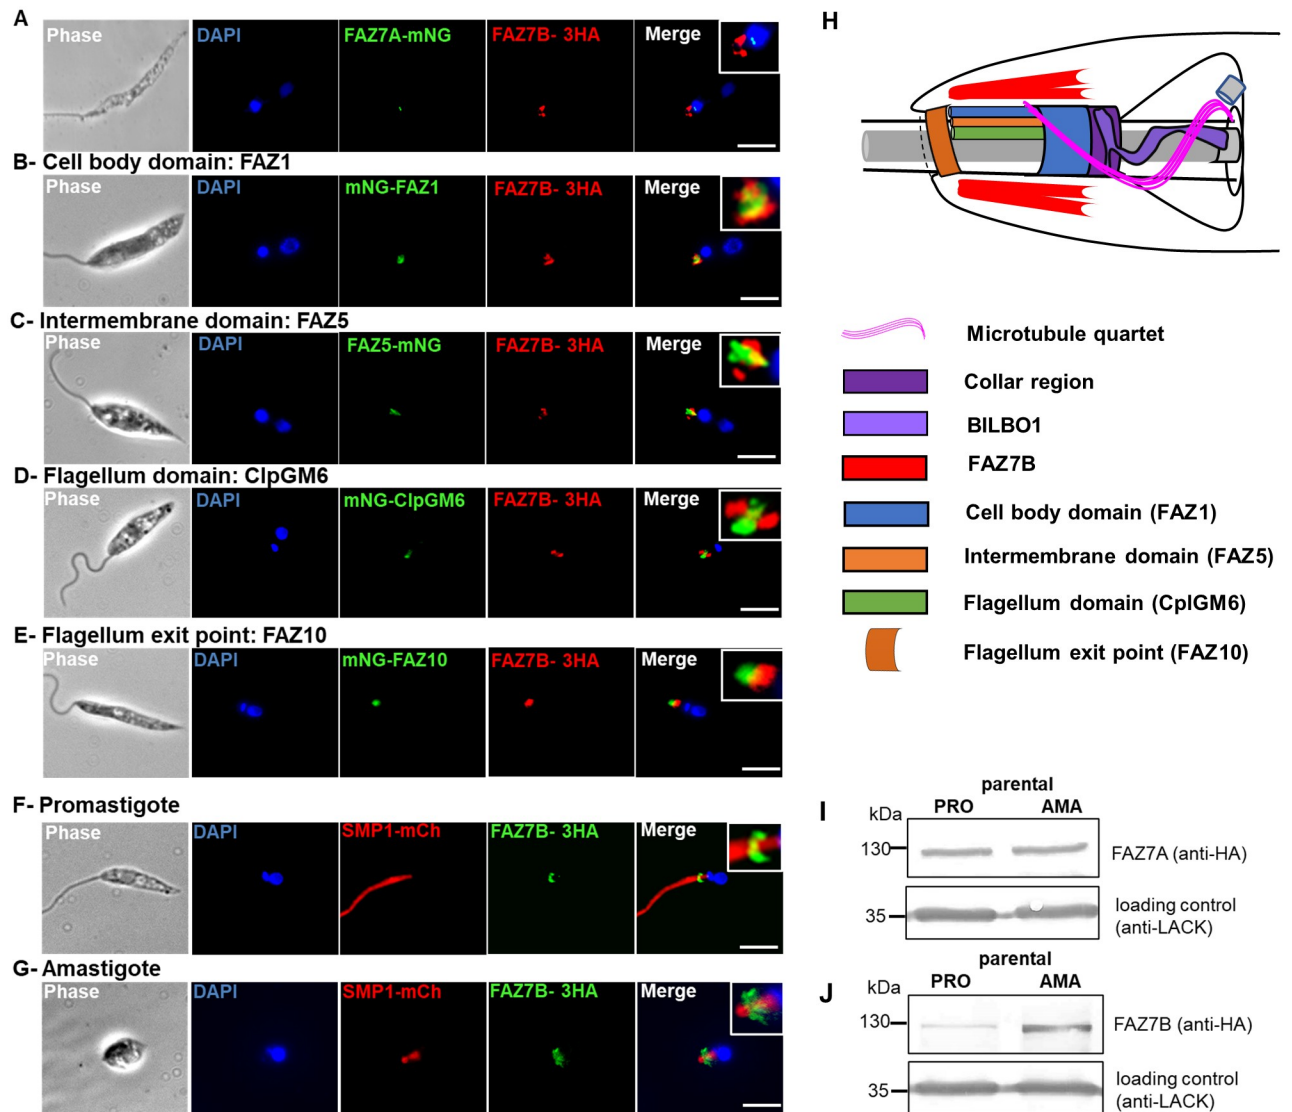 A
Phase
DAPI
FAZ7A-mNG
FAZ7B- 3HA
Merge
B- Cell body domain: FAZ1
Phase
DAPI
mNG-FAZ1
FAZ7B- 3HA
Merge
C- Intermembrane domain: FAZ5
Phase
DAPI
FAZ5-mNG
FAZ7B- 3HA
Merge
D- Flagellum domain: ClpGM6
Phase
DAPI
mNG-ClpGM6
FAZ7B- 3HA
Merge
E- Flagellum exit point: FAZ10
Phase
DAPI
mNG-FAZ10
FAZ7B- 3HA
Merge
F- Promastigote
Phase
DAPI
SMP1-mCh
FAZ7B- 3HA
Merge
G- Amastigote
Phase
DAPI
SMP1-mCh
FAZ7B- 3HA
Merge
H
Microtubule quartet
Collar region
BILBO1
FAZ7B
Cell body domain (FAZ1)
Intermembrane domain (FAZ5)
Flagellum domain (CplGM6)
Flagellum exit point (FAZ10)
I
parental
kDa PRO AMA
130 FAZ7A (anti-HA)
35 loading control
(anti-LACK)
J
parental
kDa PRO AMA
130 FAZ7B (anti-HA)
35 loading control
(anti-LACK)